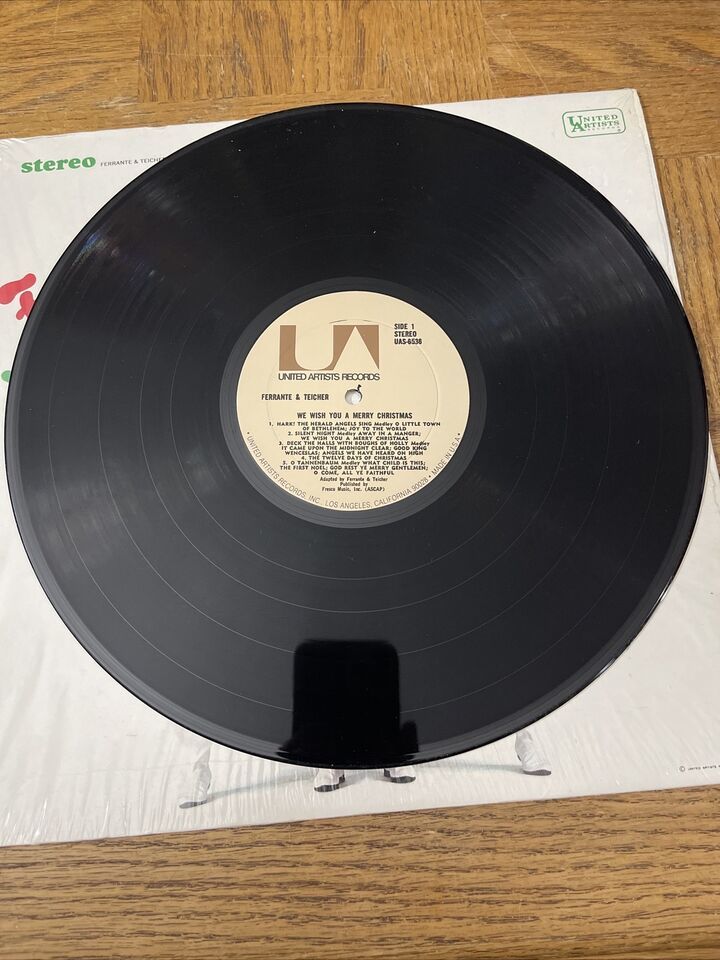 stereo FERRANTE & TEICHER
UNITED
ARTISTS
RECORDS
UA
UNITED ARTISTS RECORDS
SIDE 1
STEREO
UAS-6536
FERRANTE & TEICHER
WE WISH YOU A MERRY CHRISTMAS
1. HARK! THE HERALD ANGELS SING Medley O LITTLE TOWN
OF BETHLEHEM; JOY TO THE WORLD
2. SILENT NIGHT Medley AWAY IN A MANGER;
WE WISH YOU A MERRY CHRISTMAS
3. DECK THE HALLS WITH BOUGHS OF HOLLY Medley
IT CAME UPON THE MIDNIGHT CLEAR; GOOD KING
WENCESLAS; ANGELS WE HAVE HEARD ON HIGH
4. THE TWELVE DAYS OF CHRISTMAS
5. O TANNENBAUM Medley WHAT CHILD IS THIS;
THE FIRST NOEL; GOD REST YE MERRY GENTLEMEN;
O COME, ALL YE FAITHFUL
Adapted by Ferrante & Teicher
Published by
Fresco Music, Inc. (ASCAP)
• UNITED ARTISTS RECORDS, INC., LOS ANGELES, CALIFORNIA 90028 • MADE IN U.S.A. •
© UNITED ARTISTS